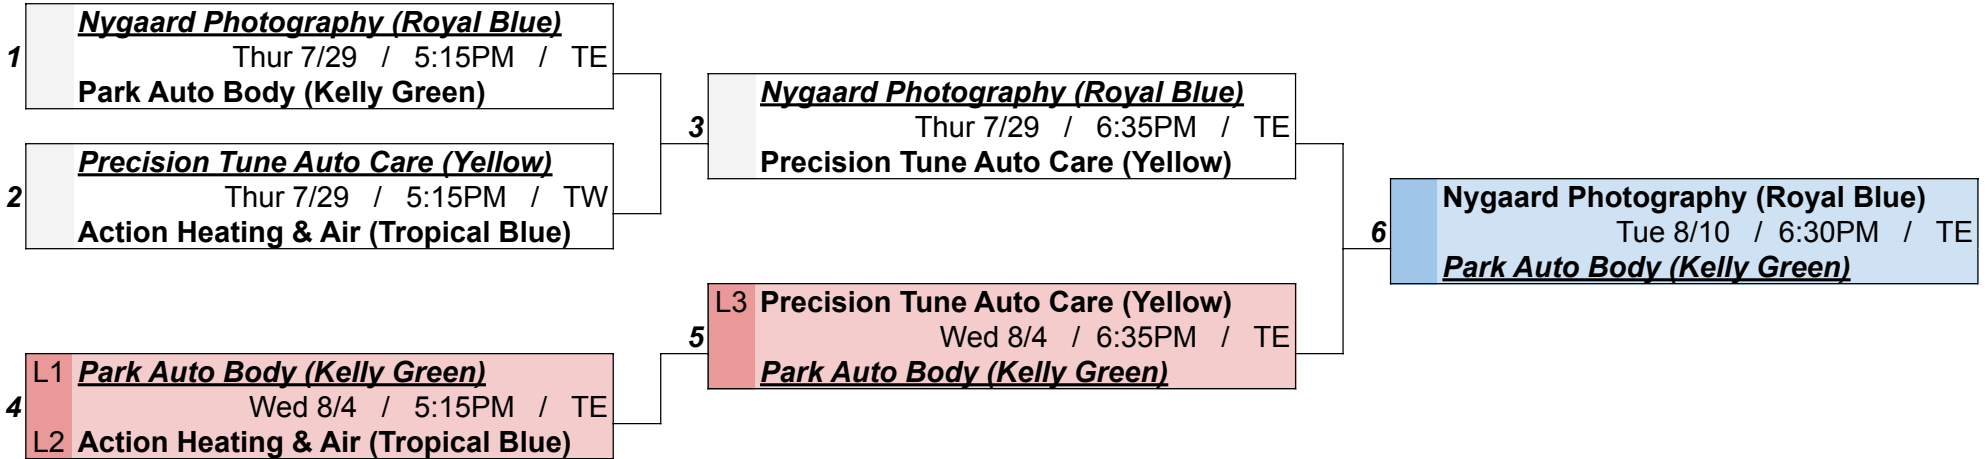 Nygaard Photography (Royal Blue)
1 Thur 7/29 / 5:15PM / TE
Park Auto Body (Kelly Green)
Precision Tune Auto Care (Yellow)
2 Thur 7/29 / 5:15PM / TW
Action Heating & Air (Tropical Blue)
Nygaard Photography (Royal Blue)
3 Thur 7/29 / 6:35PM / TE
Precision Tune Auto Care (Yellow)
L1 Park Auto Body (Kelly Green)
4 Wed 8/4 / 5:15PM / TE
L2 Action Heating & Air (Tropical Blue)
L3 Precision Tune Auto Care (Yellow)
5 Wed 8/4 / 6:35PM / TE
Park Auto Body (Kelly Green)
Nygaard Photography (Royal Blue)
6 Tue 8/10 / 6:30PM / TE
Park Auto Body (Kelly Green)